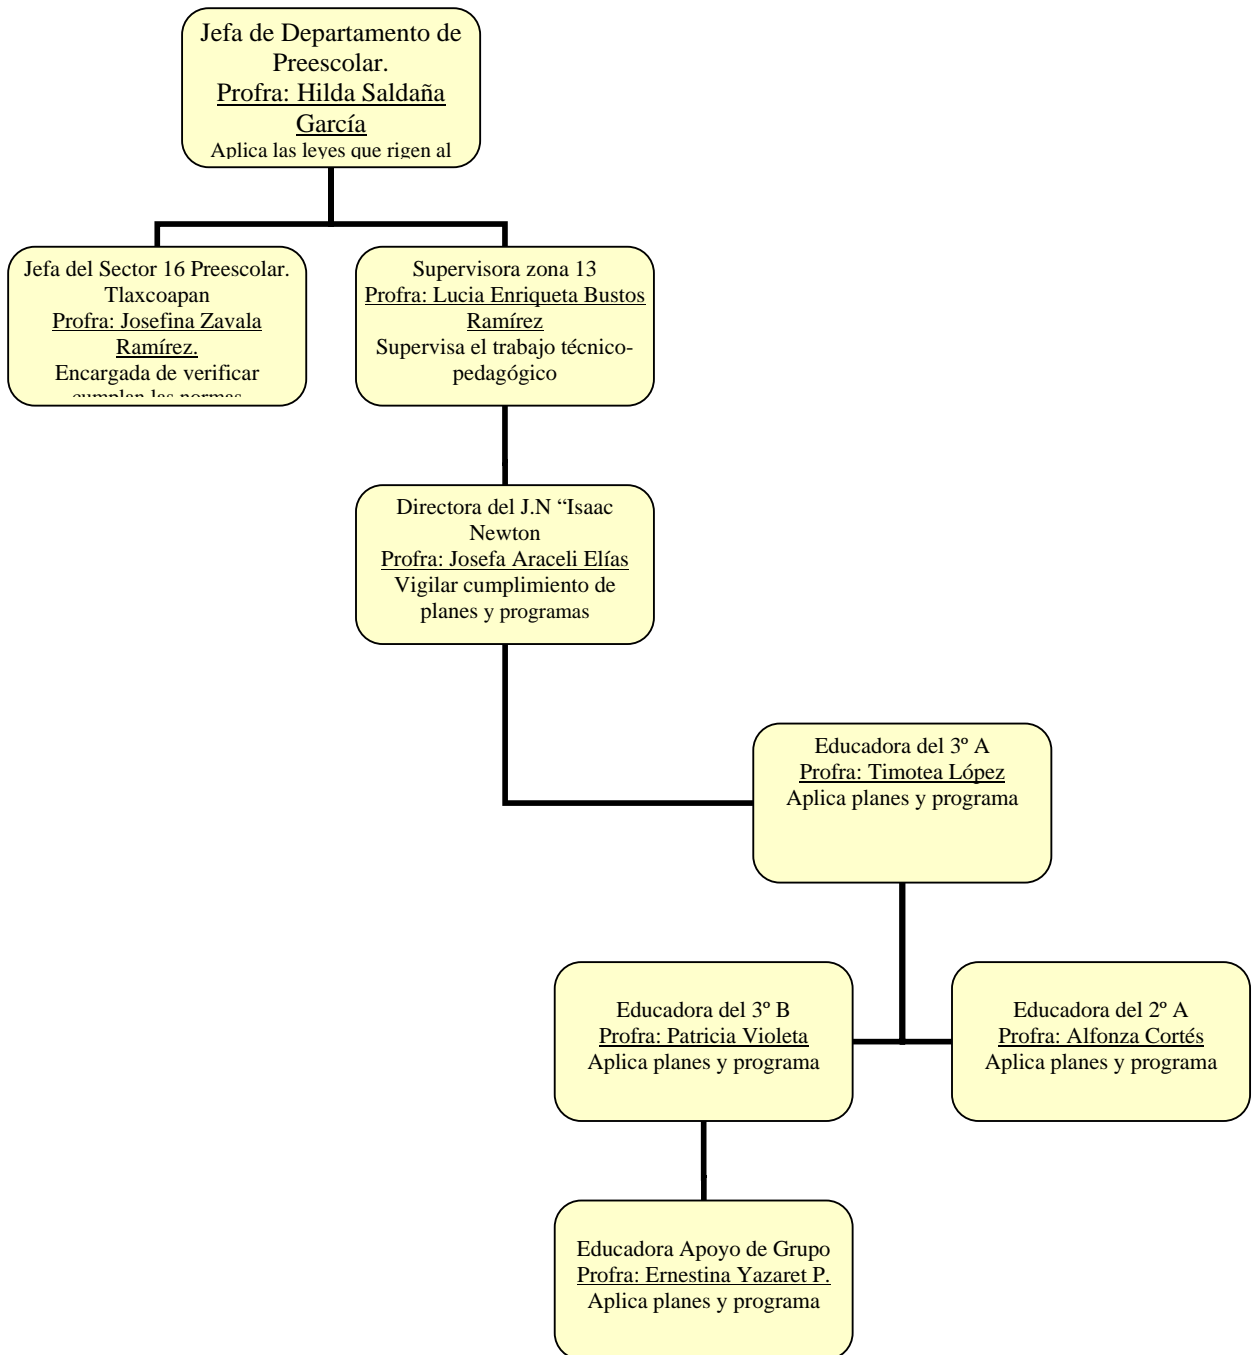 Jefa de Departamento de
Preescolar.
Profra: Hilda Saldaña
García
Aplica las leyes que rigen al
Jefa del Sector 16 Preescolar.
Tlaxcoapan
Profra: Josefina Zavala
Ramírez.
Encargada de verificar
cumplan las normas
Supervisora zona 13
Profra: Lucia Enriqueta Bustos
Ramírez
Supervisa el trabajo técnico-
pedagógico
Directora del J.N “Isaac
Newton
Profra: Josefa Araceli Elías
Vigilar cumplimiento de
planes y programas
Educadora del 3º A
Profra: Timotea López
Aplica planes y programa
Educadora del 3º B
Profra: Patricia Violeta
Aplica planes y programa
Educadora del 2º A
Profra: Alfonza Cortés
Aplica planes y programa
Educadora Apoyo de Grupo
Profra: Ernestina Yazaret P.
Aplica planes y programa